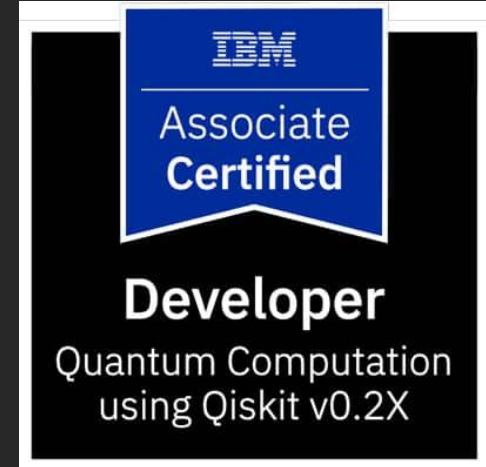 IBM
Associate
Certified
Developer
Quantum Computation
using Qiskit v0.2X